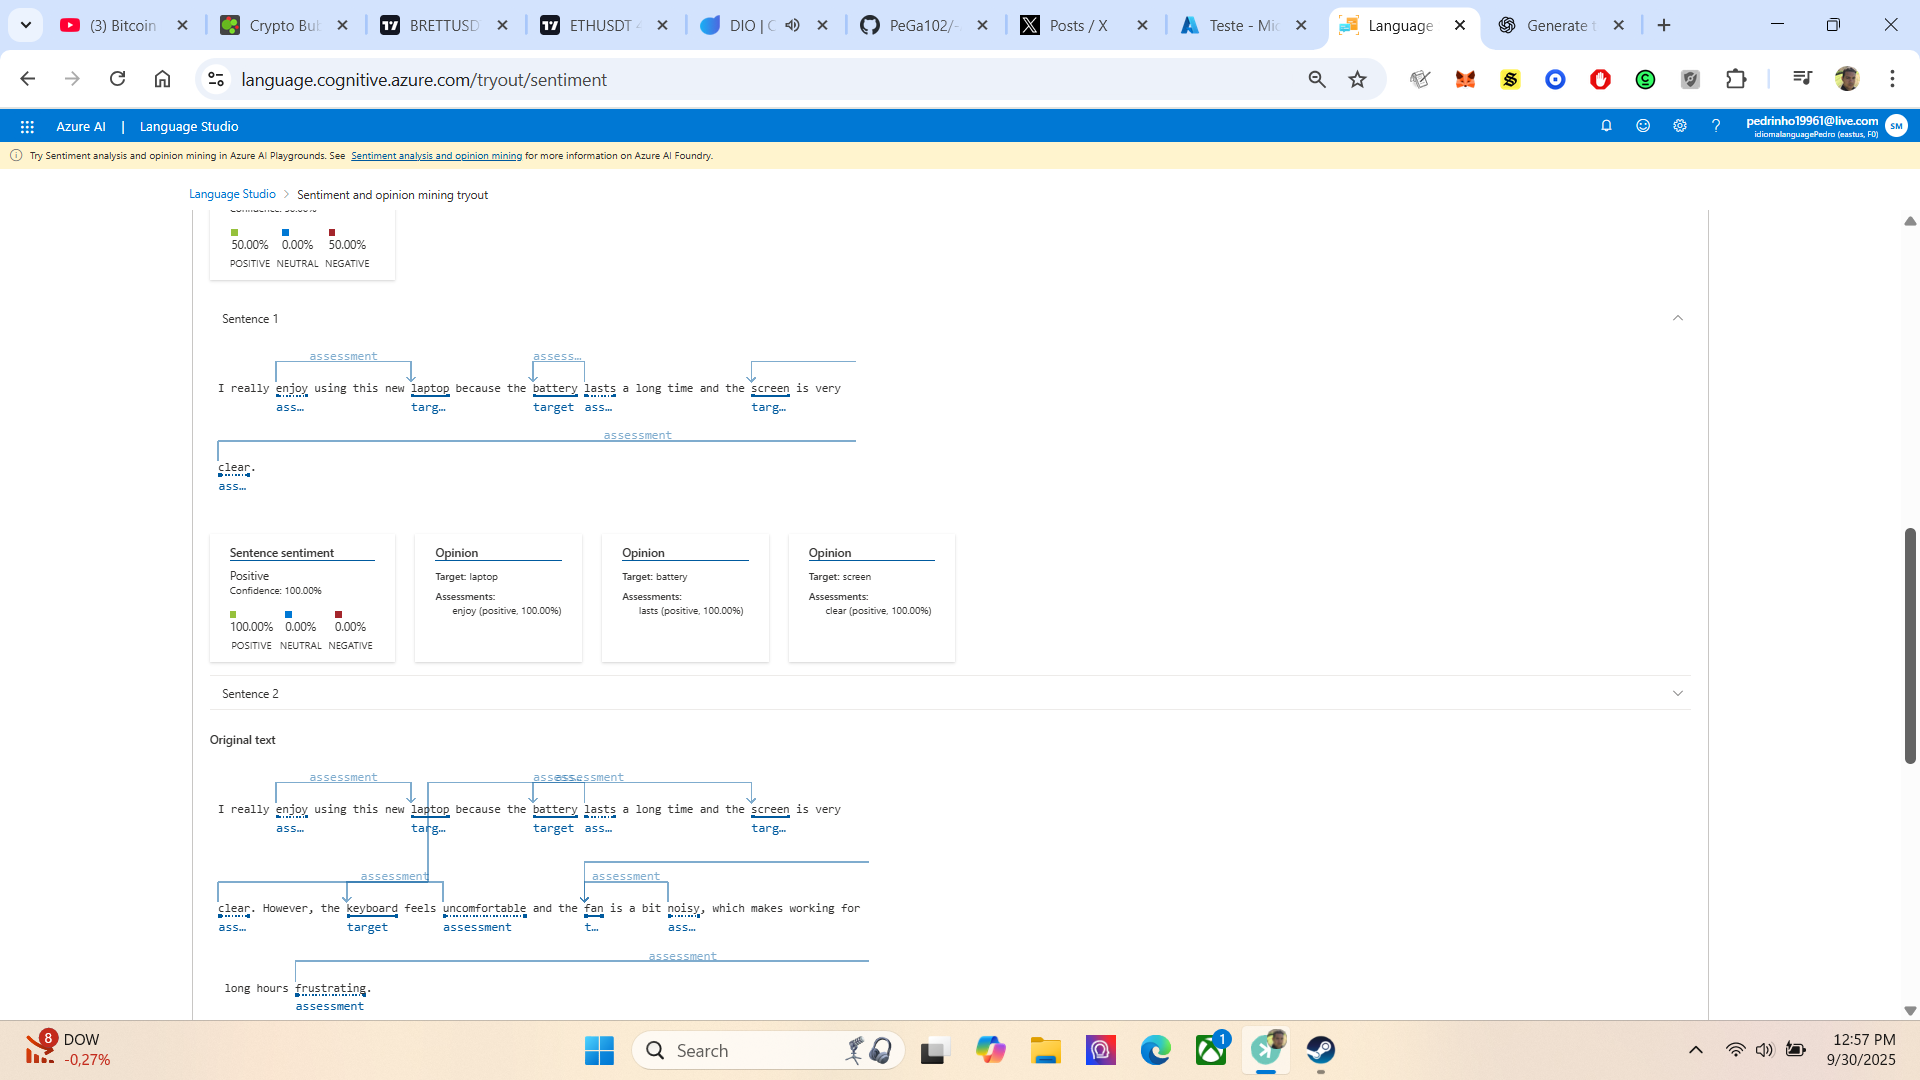 (3) Bitcoin
Crypto Bub
BRETTUSD
ETHUSDT 4
DIO | C
PeGa102/-
Posts / X
Teste - Mic
Language
Generate t
language.cognitive.azure.com/tryout/sentiment
Azure AI | Language Studio
pedrinho19961@live.com
idiomalanguagePedro (eastus, F0)
SM
Try Sentiment analysis and opinion mining in Azure AI Playgrounds. See Sentiment analysis and opinion mining for more information on Azure AI Foundry.
Language Studio > Sentiment and opinion mining tryout
50.00% 0.00% 50.00%
POSITIVE NEUTRAL NEGATIVE
Sentence 1
assessment assess...
I really enjoy using this new laptop because the battery lasts a long time and the screen is very
ass... targ... target ass... targ...
assessment
clear.
ass...
Sentence sentiment
Positive
Confidence: 100.00%
100.00% 0.00% 0.00%
POSITIVE NEUTRAL NEGATIVE
Opinion
Target: laptop
Assessments:
enjoy (positive, 100.00%)
Opinion
Target: battery
Assessments:
lasts (positive, 100.00%)
Opinion
Target: screen
Assessments:
clear (positive, 100.00%)
Sentence 2
Original text
assessment assess... assessment
I really enjoy using this new laptop because the battery lasts a long time and the screen is very
ass... targ... target ass... targ...
assessment assessment
clear. However, the keyboard feels uncomfortable and the fan is a bit noisy, which makes working for
ass... target assessment t... ass...
assessment
long hours frustrating.
assessment
8
DOW
-0,27%
Search
1
12:57 PM
9/30/2025